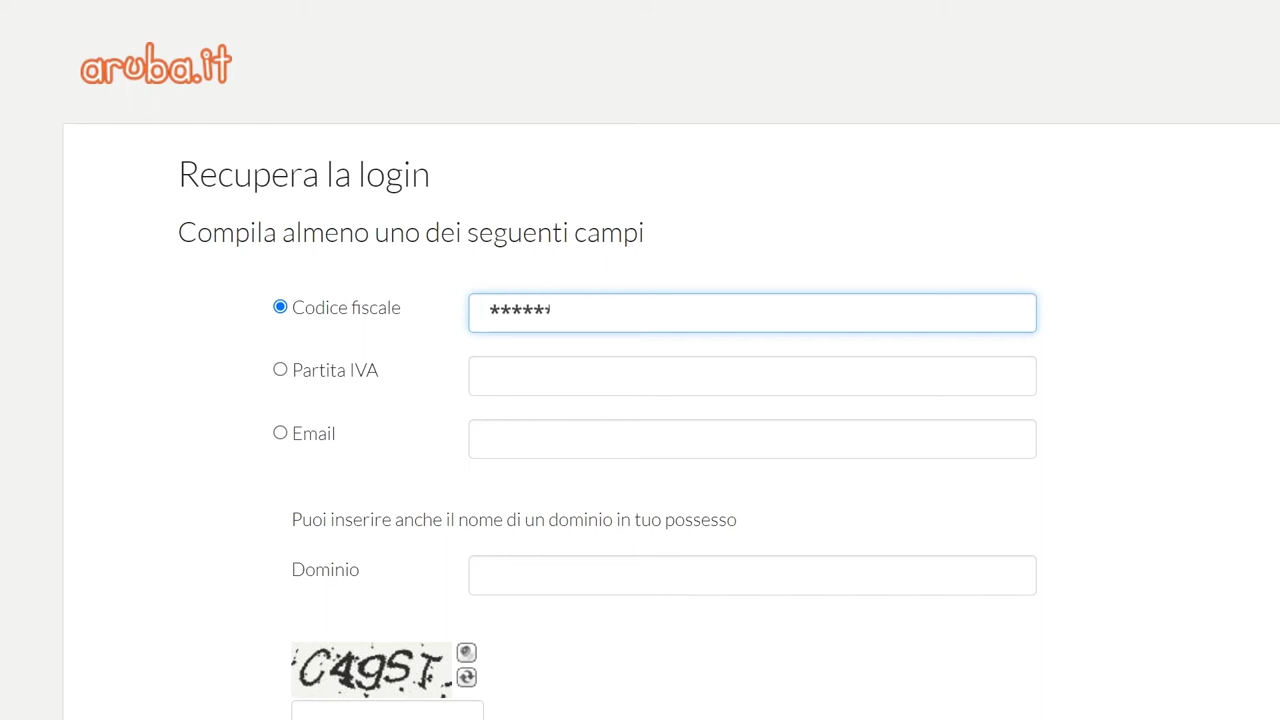 aruba.it
Recupera la login
Compila almeno uno dei seguenti campi
Codice fiscale ******
Partita IVA
Email
Puoi inserire anche il nome di un dominio in tuo possesso
Dominio
C49ST